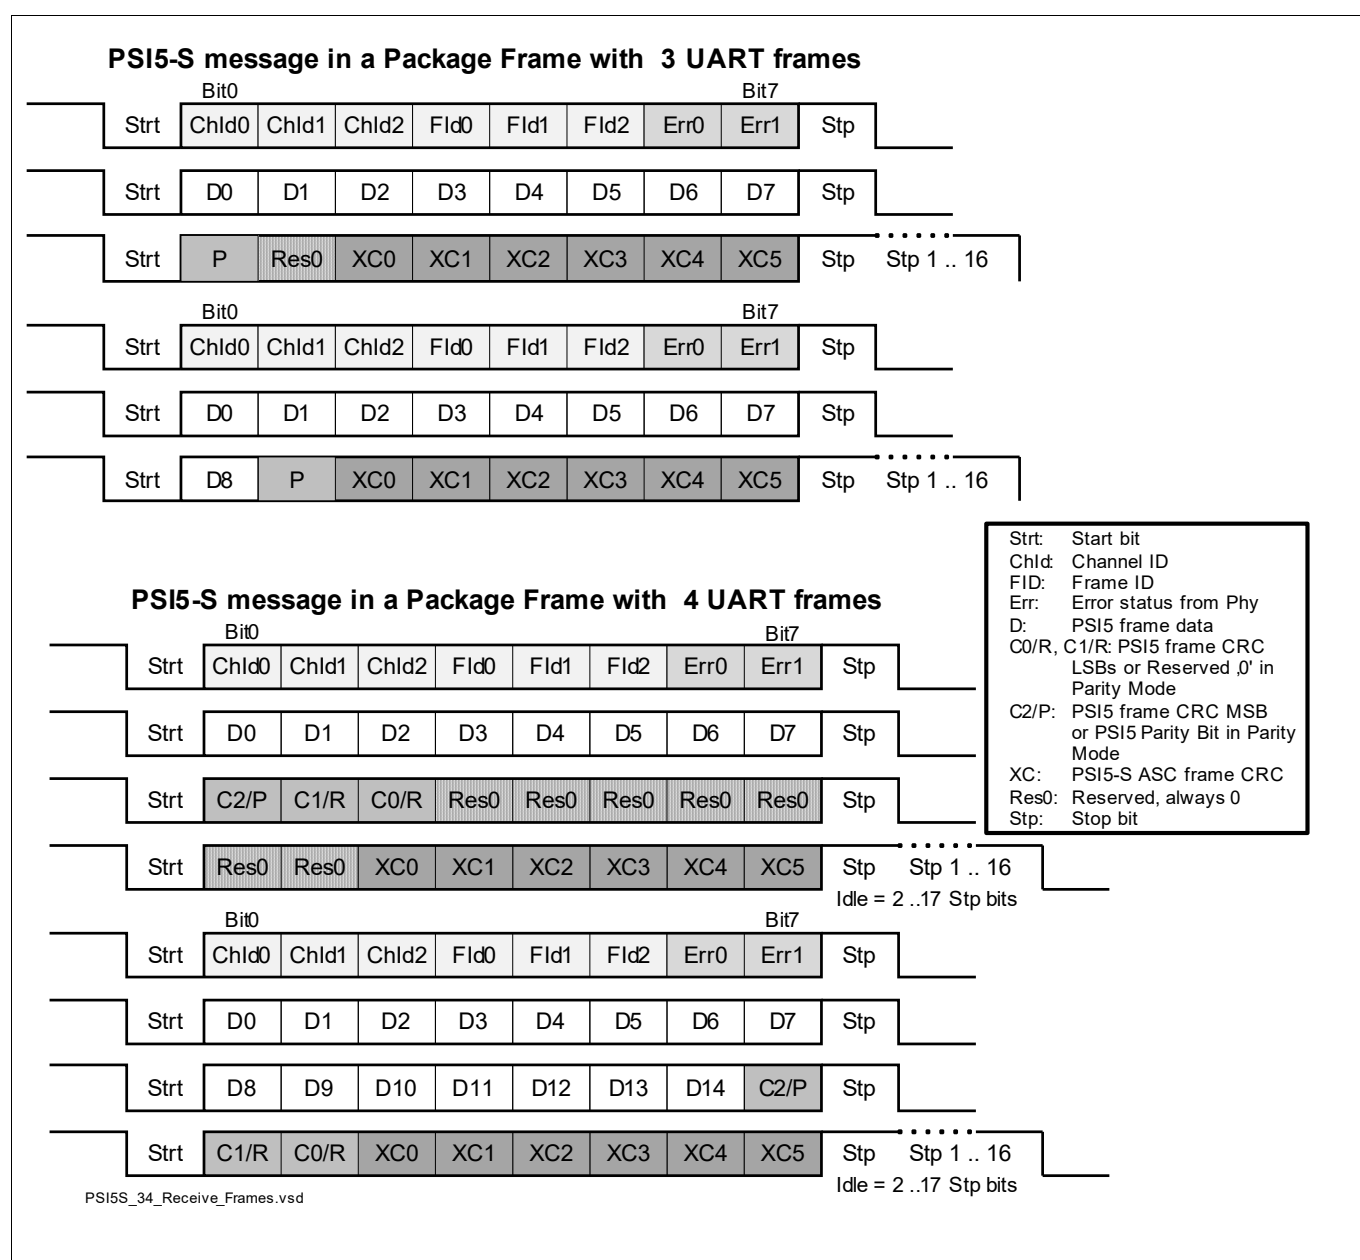 PSI5-S message in a Package Frame with 3 UART frames
Bit0 Bit7
Strt ChId0 ChId1 ChId2 FId0 FId1 FId2 Err0 Err1 Stp
Strt D0 D1 D2 D3 D4 D5 D6 D7 Stp
Strt P Res0 XC0 XC1 XC2 XC3 XC4 XC5 Stp Stp 1 .. 16
Bit0 Bit7
Strt ChId0 ChId1 ChId2 FId0 FId1 FId2 Err0 Err1 Stp
Strt D0 D1 D2 D3 D4 D5 D6 D7 Stp
Strt D8 P XC0 XC1 XC2 XC3 XC4 XC5 Stp Stp 1 .. 16
Strt: Start bit
ChId: Channel ID
FID: Frame ID
Err: Error status from Phy
D: PSI5 frame data
C0/R, C1/R: PSI5 frame CRC
LSBs or Reserved ‚0' in
Parity Mode
C2/P: PSI5 frame CRC MSB
or PSI5 Parity Bit in Parity
Mode
XC: PSI5-S ASC frame CRC
Res0: Reserved, always 0
Stp: Stop bit
PSI5-S message in a Package Frame with 4 UART frames
Bit0 Bit7
Strt ChId0 ChId1 ChId2 FId0 FId1 FId2 Err0 Err1 Stp
Strt D0 D1 D2 D3 D4 D5 D6 D7 Stp
Strt C2/P C1/R C0/R Res0 Res0 Res0 Res0 Res0 Stp
Strt Res0 Res0 XC0 XC1 XC2 XC3 XC4 XC5 Stp Stp 1 .. 16
Idle = 2 ..17 Stp bits
Bit0 Bit7
Strt ChId0 ChId1 ChId2 FId0 FId1 FId2 Err0 Err1 Stp
Strt D0 D1 D2 D3 D4 D5 D6 D7 Stp
Strt D8 D9 D10 D11 D12 D13 D14 C2/P Stp
Strt C1/R C0/R XC0 XC1 XC2 XC3 XC4 XC5 Stp Stp 1 .. 16
Idle = 2 ..17 Stp bits
PSI5S_34_Receive_Frames.vsd